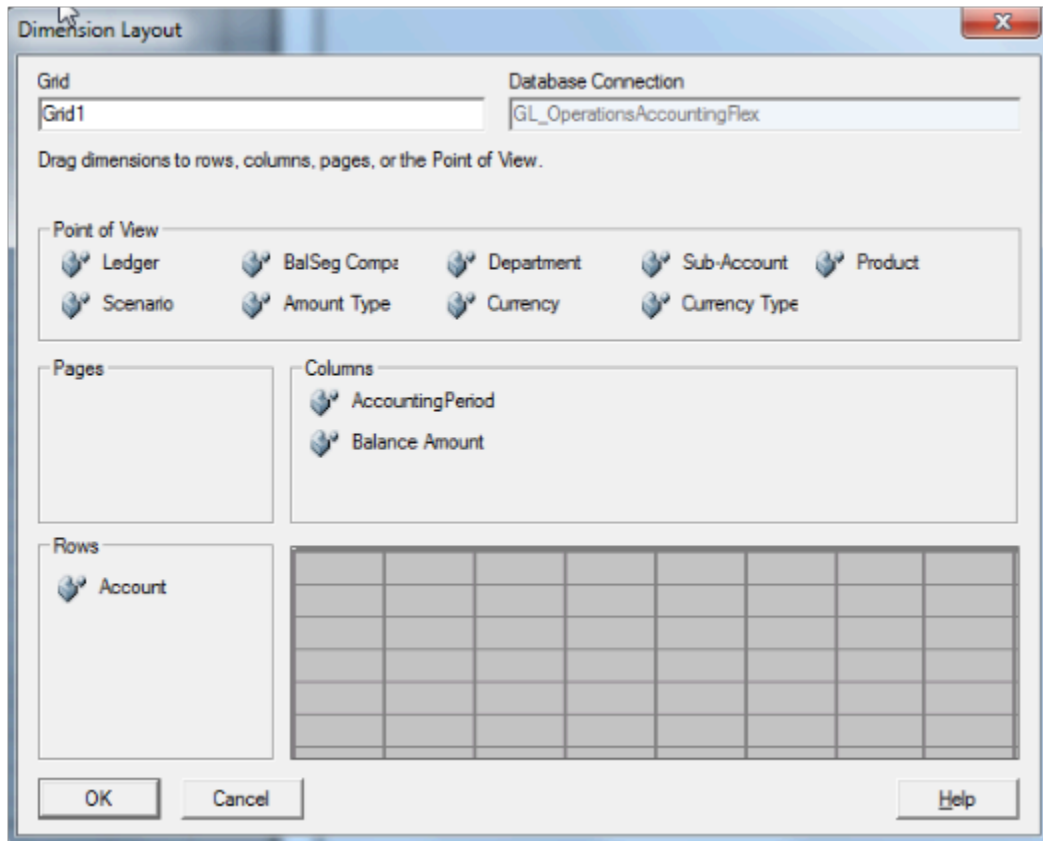 Dimension Layout
Grid Database Connection
Grid1 GL_OperationsAccountingFlex
Drag dimensions to rows, columns, pages, or the Point of View.
Point of View
Ledger BalSeg Compa Department Sub-Account Product
Scenario Amount Type Currency Currency Type
Pages Columns
AccountingPeriod
Balance Amount
Rows
Account
OK Cancel Help